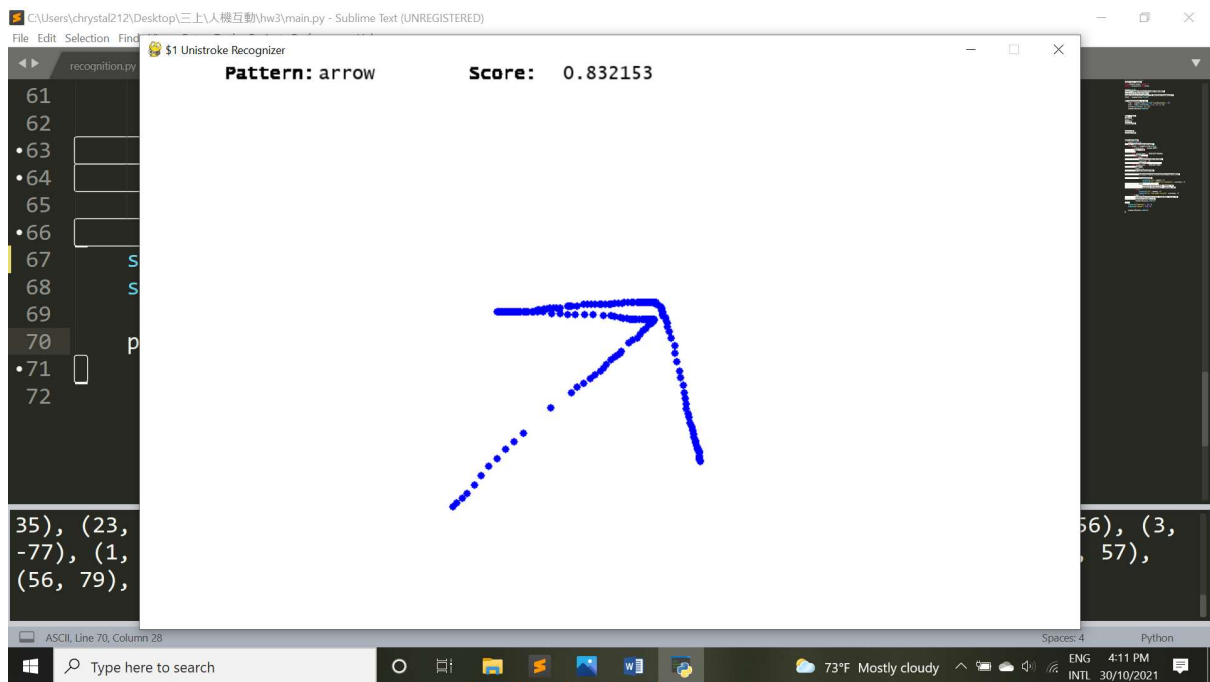 C:\Users\chrystal212\Desktop\三上\人機互動\hw3\main.py - Sublime Text (UNREGISTERED)
File Edit Selection Find
$1 Unistroke Recognizer
recognition.py
Pattern: arrow Score: 0.832153
61
62
63
64
65
66
67 s
68 s
69
70 p
71
72
35), (23, 56), (3,
-77), (1, 57),
(56, 79),
ASCII, Line 70, Column 28 Spaces: 4 Python
Type here to search 73°F Mostly cloudy ENG 4:11 PM
INTL 30/10/2021